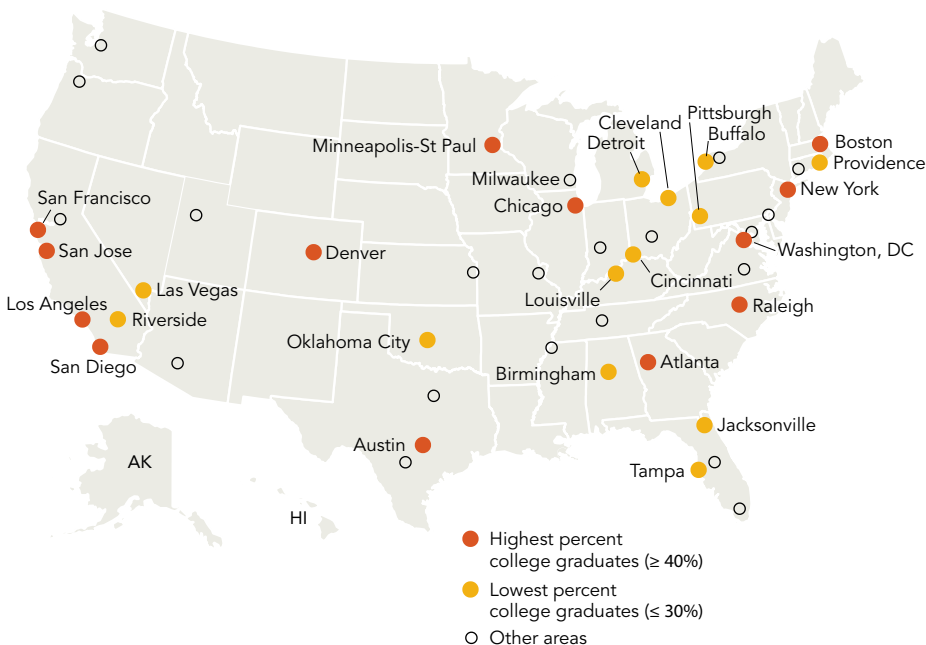 Pittsburgh
Cleveland
Buffalo
Detroit
Boston
Minneapolis-St Paul
Providence
Milwaukee
New York
San Francisco
Chicago
San Jose
Denver
Washington, DC
Cincinnati
Las Vegas
Louisville
Los Angeles
Raleigh
Riverside
Oklahoma City
San Diego
Birmingham
Atlanta
Jacksonville
Austin
AK
Tampa
HI
Highest percent
college graduates (≥ 40%)
Lowest percent
college graduates (≤ 30%)
Other areas